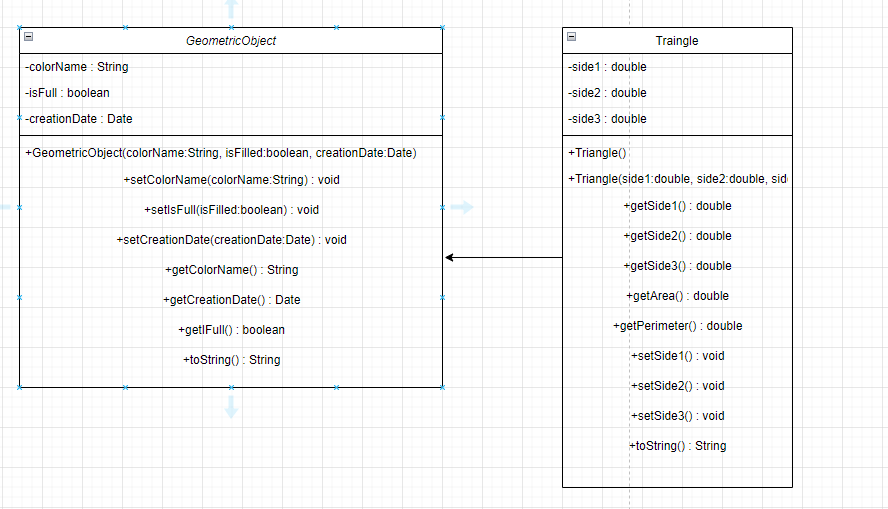 GeometricObject
-colorName : String
-isFull : boolean
-creationDate : Date
+GeometricObject(colorName:String, isFilled:boolean, creationDate:Date)
+setColorName(colorName:String) : void
+setIsFull(isFilled:boolean) : void
+setCreationDate(creationDate:Date) : void
+getColorName() : String
+getCreationDate() : Date
+getIFull() : boolean
+toString() : String
Traingle
-side1 : double
-side2 : double
-side3 : double
+Triangle()
+Triangle(side1:double, side2:double, sid
+getSide1() : double
+getSide2() : double
+getSide3() : double
+getArea() : double
+getPerimeter() : double
+setSide1() : void
+setSide2() : void
+setSide3() : void
+toString() : String